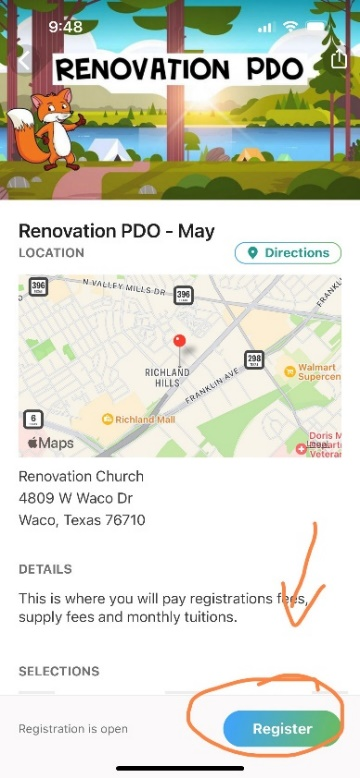 9:48
RENOVATION PDO
Renovation PDO - May
LOCATION
Directions
396
N VALLEY MILLS DR
396
FRANKL
298
RICHLAND
HILLS
FRANKLIN AVE
Walmart
Supercen
6
Richland Mall
Maps
Doris M
Veteran
Renovation Church
4809 W Waco Dr
Waco, Texas 76710
DETAILS
This is where you will pay registrations fees,
supply fees and monthly tuitions.
SELECTIONS
Registration is open
Register